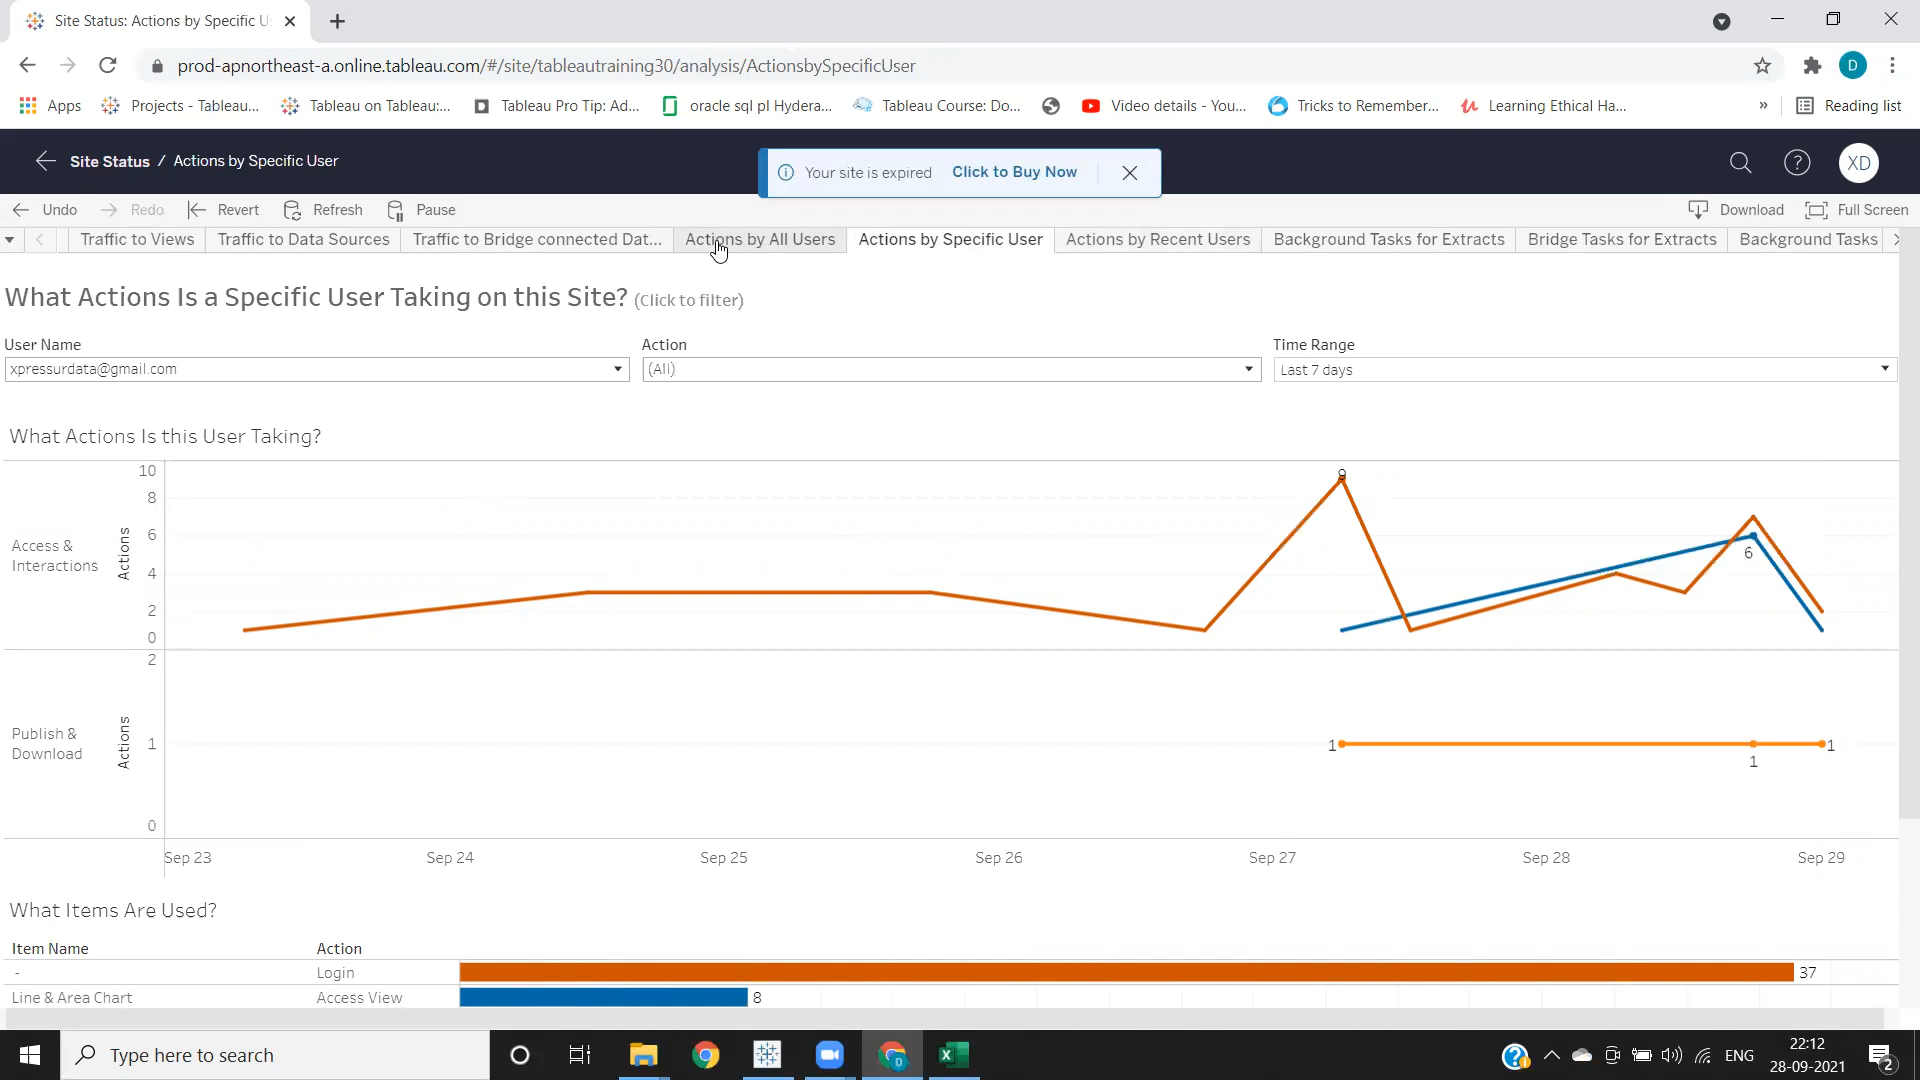 Site Status: Actions by Specific U
prod-apnortheast-a.online.tableau.com/#/site/tableautraining30/analysis/ActionsbySpecificUser
D
Apps
Projects - Tableau...
Tableau on Tableau:...
Tableau Pro Tip: Ad...
oracle sql pl Hydera...
Tableau Course: Do...
Video details - You...
Tricks to Remember...
Learning Ethical Ha...
»
Reading list
Site Status / Actions by Specific User
Your site is expired
Click to Buy Now
XD
Undo
Redo
Revert
Refresh
Pause
Download
Full Screen
Traffic to Views
Traffic to Data Sources
Traffic to Bridge connected Dat...
Actions by All Users
Actions by Specific User
Actions by Recent Users
Background Tasks for Extracts
Bridge Tasks for Extracts
Background Tasks
What Actions Is a Specific User Taking on this Site? (Click to filter)
User Name
Action
Time Range
xpressurdata@gmail.com
(All)
Last 7 days
What Actions Is this User Taking?
Access &
Interactions
Actions
10
8
6
4
2
0
9
6
Publish &
Download
Actions
2
1
0
1
1
1
Sep 23
Sep 24
Sep 25
Sep 26
Sep 27
Sep 28
Sep 29
What Items Are Used?
Item Name
Action
-
Login
37
Line & Area Chart
Access View
8
Type here to search
ENG
22:12
28-09-2021
2